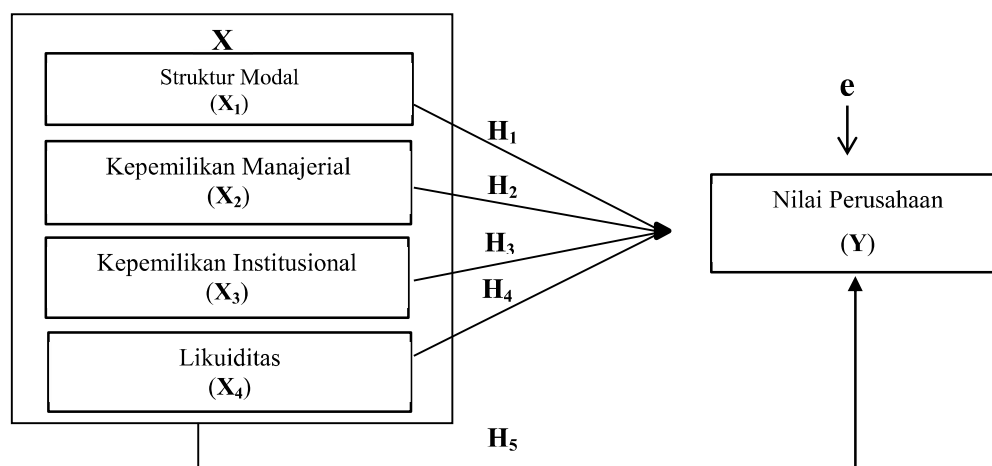 X
Struktur Modal
(X₁)
Kepemilikan Manajerial
(X₂)
Kepemilikan Institusional
(X₃)
Likuiditas
(X₄)
H₁
H₂
H₃
H₄
H₅
e
Nilai Perusahaan
(Y)